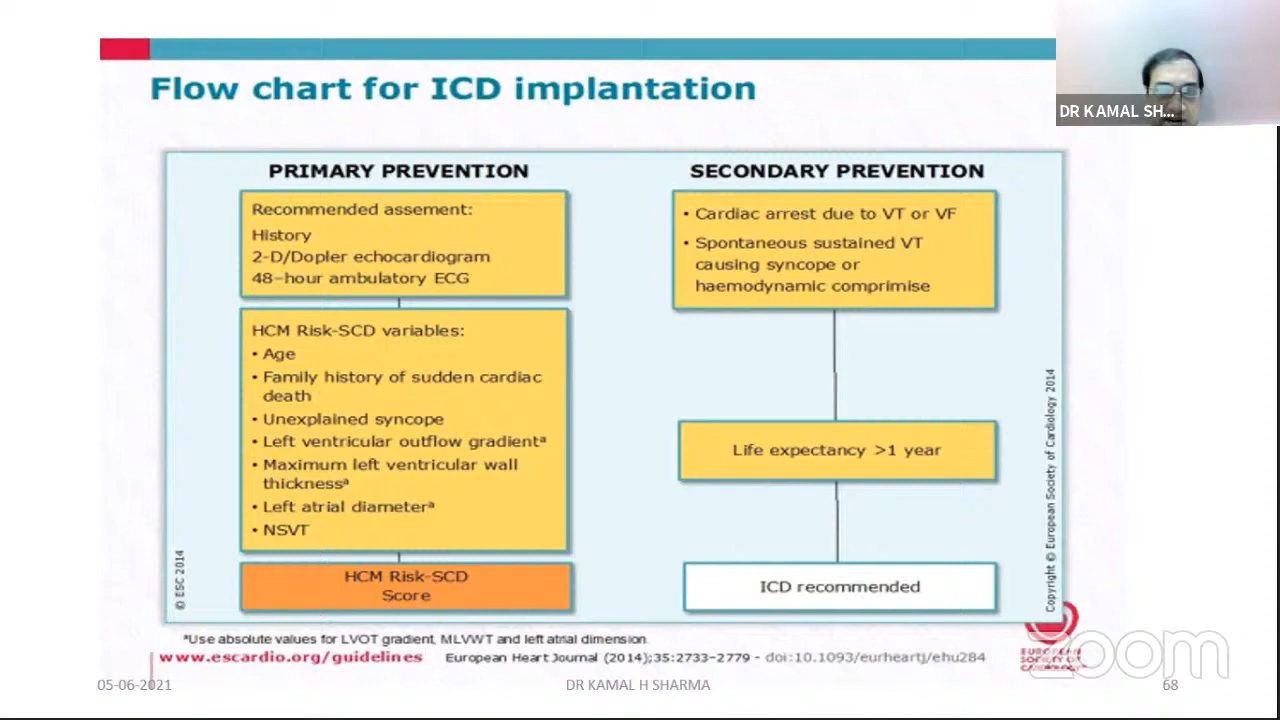 DR KAMAL SH...
Flow chart for ICD implantation
PRIMARY PREVENTION
Recommended assement:
History
2-D/Dopler echocardiogram
48-hour ambulatory ECG
HCM Risk-SCD variables:
• Age
• Family history of sudden cardiac
death
• Unexplained syncope
• Left ventricular outflow gradientᵃ
• Maximum left ventricular wall
thicknessᵃ
• Left atrial diameterᵃ
• NSVT
HCM Risk-SCD
Score
© ESC 2014
SECONDARY PREVENTION
• Cardiac arrest due to VT or VF
• Spontaneous sustained VT
causing syncope or
haemodynamic comprimise
Life expectancy >1 year
ICD recommended
Copyright © European Society of Cardiology 2014
ᵃUse absolute values for LVOT gradient, MLVWT and left atrial dimension.
www.escardio.org/guidelines
European Heart Journal (2014);35:2733-2779 - doi:10.1093/eurheartj/ehu284
EUROPEAN
SOCIETY OF
CARDIOLOGY
zoom
05-06-2021
DR KAMAL H SHARMA
68